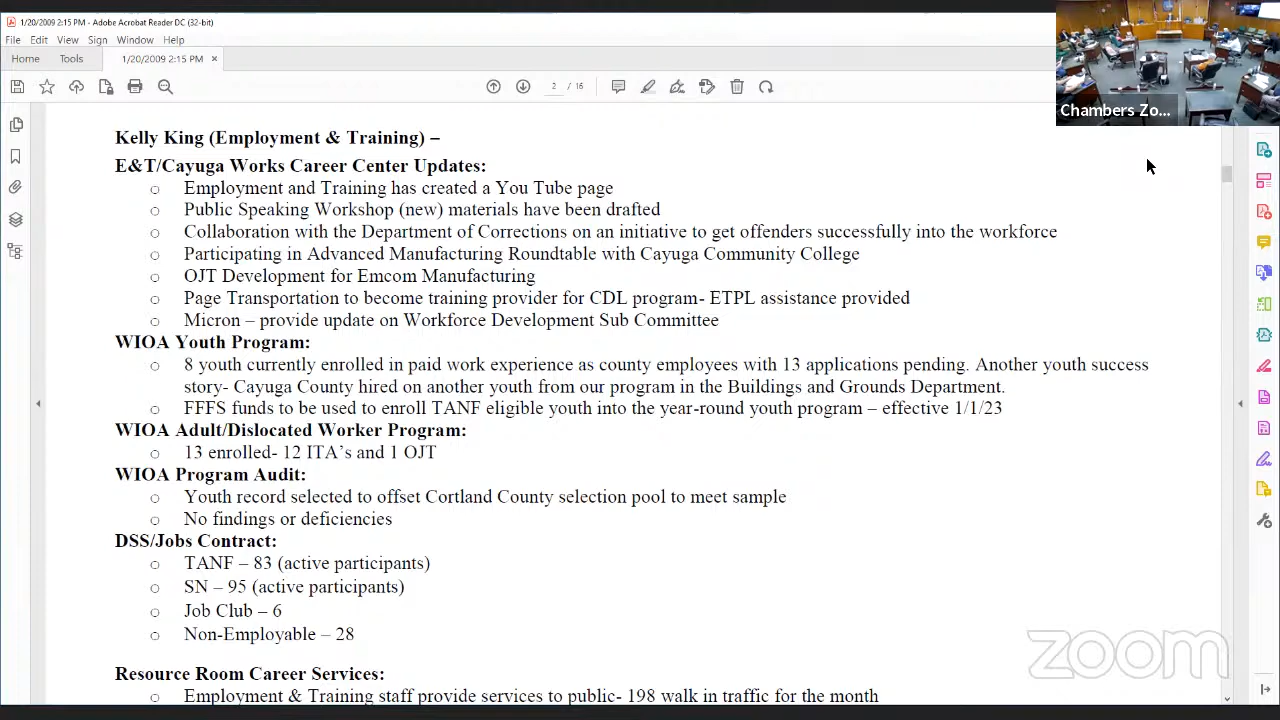 1/20/2009 2:15 PM - Adobe Acrobat Reader DC (32-bit)
File Edit View Sign Window Help
Home Tools 1/20/2009 2:15 PM ×
2 / 16
Chambers Zo...
Kelly King (Employment & Training) –
E&T/Cayuga Works Career Center Updates:
○ Employment and Training has created a You Tube page
○ Public Speaking Workshop (new) materials have been drafted
○ Collaboration with the Department of Corrections on an initiative to get offenders successfully into the workforce
○ Participating in Advanced Manufacturing Roundtable with Cayuga Community College
○ OJT Development for Emcom Manufacturing
○ Page Transportation to become training provider for CDL program- ETPL assistance provided
○ Micron – provide update on Workforce Development Sub Committee
WIOA Youth Program:
○ 8 youth currently enrolled in paid work experience as county employees with 13 applications pending. Another youth success
story- Cayuga County hired on another youth from our program in the Buildings and Grounds Department.
○ FFFS funds to be used to enroll TANF eligible youth into the year-round youth program – effective 1/1/23
WIOA Adult/Dislocated Worker Program:
○ 13 enrolled- 12 ITA's and 1 OJT
WIOA Program Audit:
○ Youth record selected to offset Cortland County selection pool to meet sample
○ No findings or deficiencies
DSS/Jobs Contract:
○ TANF – 83 (active participants)
○ SN – 95 (active participants)
○ Job Club – 6
○ Non-Employable – 28
zoom
Resource Room Career Services:
○ Employment & Training staff provide services to public- 198 walk in traffic for the month